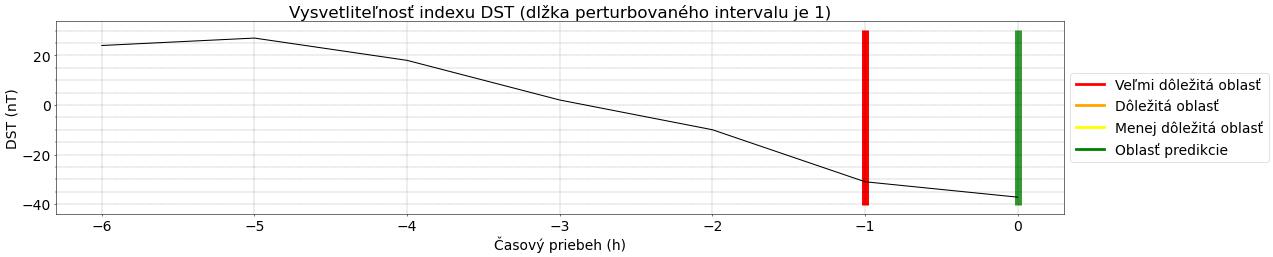 Vysvetliteľnosť indexu DST (dĺžka perturbovaného intervalu je 1)
DST (nT)
20
0
−20
−40
−6 −5 −4 −3 −2 −1 0
Časový priebeh (h)
Veľmi dôležitá oblasť
Dôležitá oblasť
Menej dôležitá oblasť
Oblasť predikcie